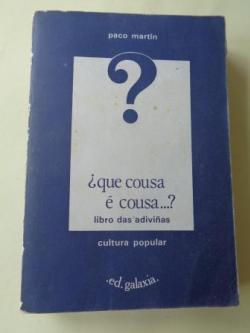 paco martín
?
¿que cousa
é cousa...?
libro das adiviñas
cultura popular
.ed. galaxia.